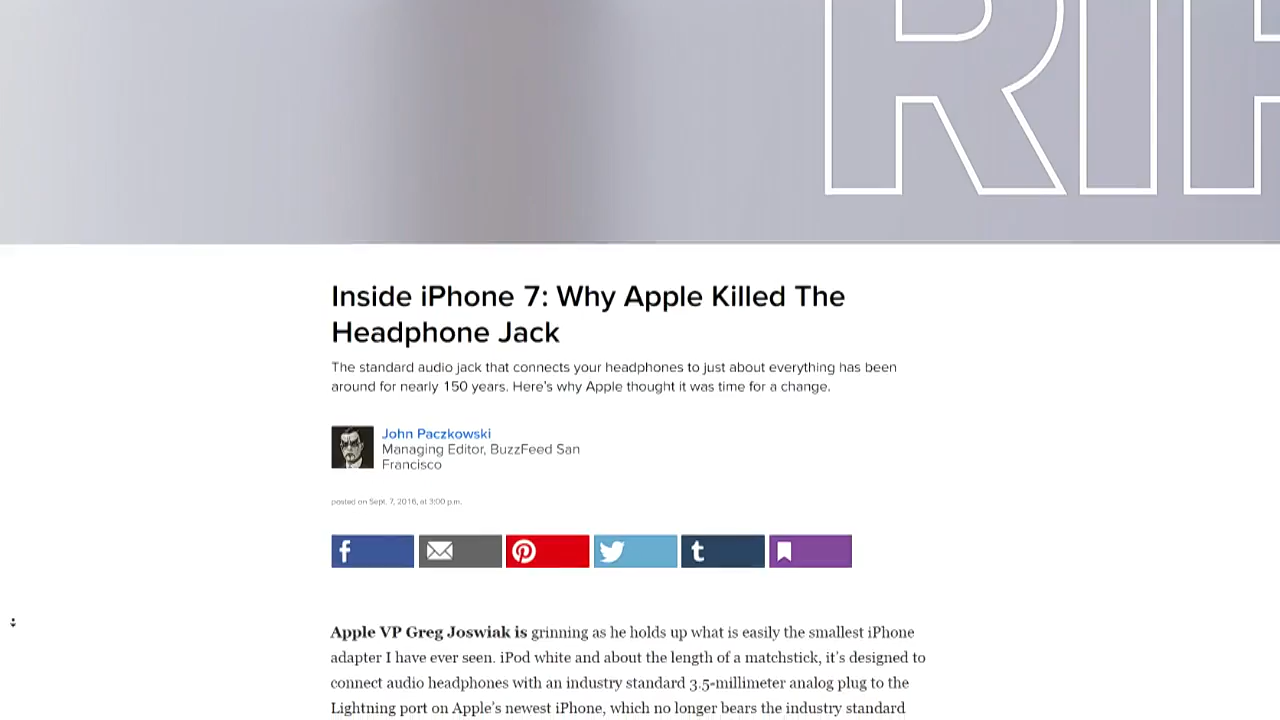 RIP
Inside iPhone 7: Why Apple Killed The
Headphone Jack
The standard audio jack that connects your headphones to just about everything has been
around for nearly 150 years. Here's why Apple thought it was time for a change.
John Paczkowski
Managing Editor, BuzzFeed San
Francisco
posted on Sept. 7, 2016, at 3:00 p.m.
Apple VP Greg Joswiak is grinning as he holds up what is easily the smallest iPhone
adapter I have ever seen. iPod white and about the length of a matchstick, it's designed to
connect audio headphones with an industry standard 3.5-millimeter analog plug to the
Lightning port on Apple's newest iPhone, which no longer bears the industry standard